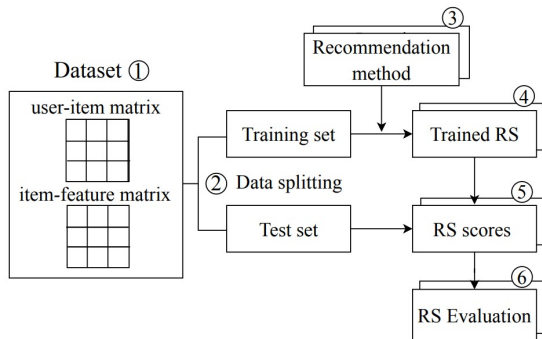 ③
Recommendation
method
Dataset ①
user-item matrix
item-feature matrix
② Data splitting
Training set
Test set
④
Trained RS
⑤
RS scores
⑥
RS Evaluation